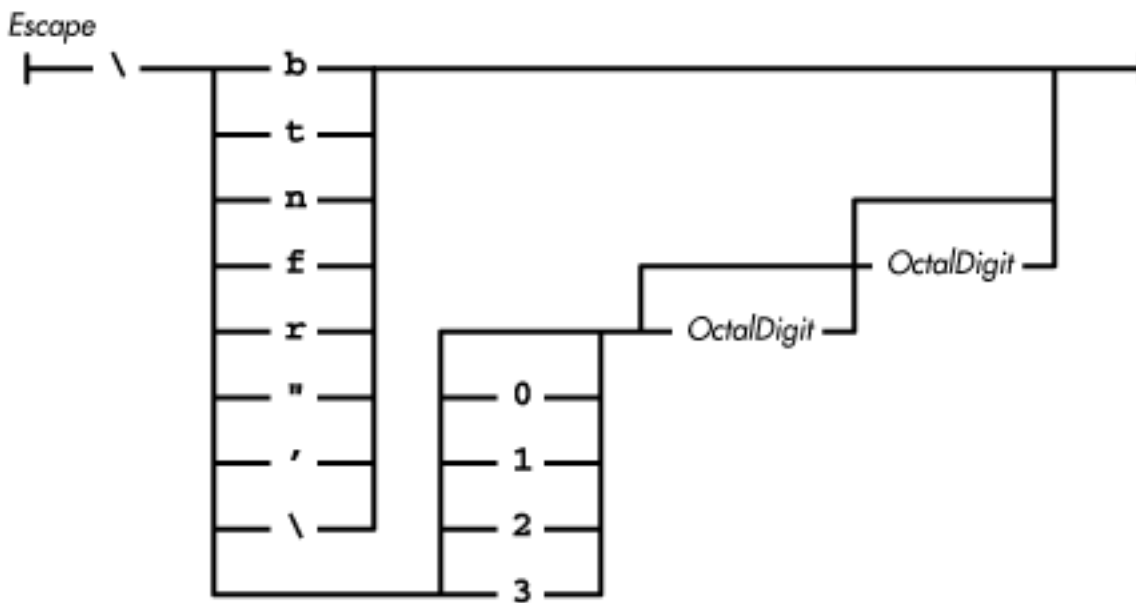 Escape
\ b
t
n
f OctalDigit
r OctalDigit
" 0
' 1
\ 2
3